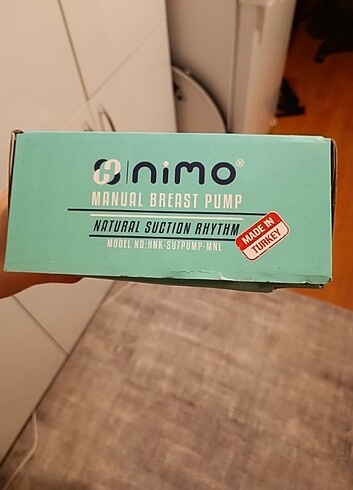 nimo®
MANUAL BREAST PUMP
NATURAL SUCTION RHYTHM
MODEL NO:HNK-SUTPUMP-MNL
MADE IN
TURKEY